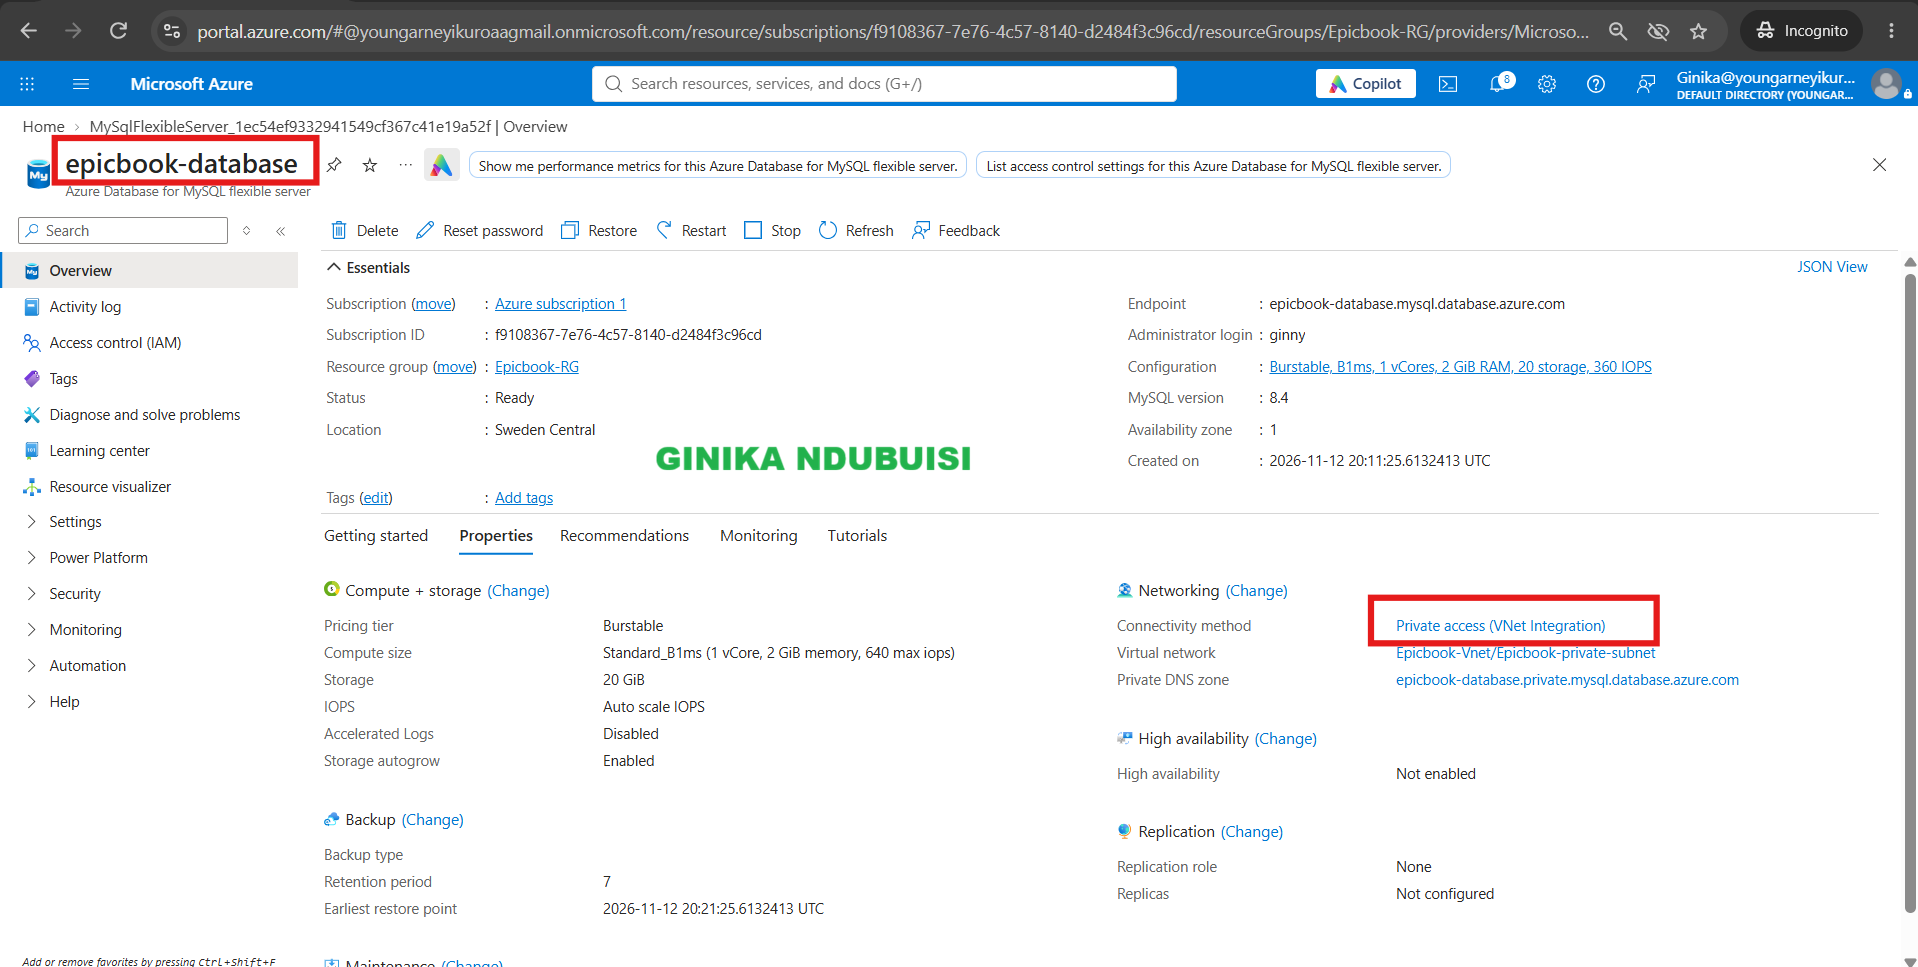 portal.azure.com/#@youngarneyikuroaagmail.onmicrosoft.com/resource/subscriptions/f9108367-7e76-4c57-8140-d2484f3c96cd/resourceGroups/Epicbook-RG/providers/Microso...
Incognito
Microsoft Azure
Search resources, services, and docs (G+/)
Copilot
8
Ginika@youngarneyikur...
DEFAULT DIRECTORY (YOUNGAR...
Home > MySqlFlexibleServer_1ec54ef9332941549cf367c41e19a52f | Overview
My
epicbook-database
...
Show me performance metrics for this Azure Database for MySQL flexible server.
List access control settings for this Azure Database for MySQL flexible server.
Azure Database for MySQL flexible server
Search
Delete
Reset password
Restore
Restart
Stop
Refresh
Feedback
Overview
Activity log
Access control (IAM)
Tags
Diagnose and solve problems
Learning center
Resource visualizer
Settings
Power Platform
Security
Monitoring
Automation
Help
Add or remove favorites by pressing Ctrl+Shift+F
Essentials
JSON View
Subscription (move) : Azure subscription 1
Subscription ID : f9108367-7e76-4c57-8140-d2484f3c96cd
Resource group (move) : Epicbook-RG
Status : Ready
Location : Sweden Central
Endpoint : epicbook-database.mysql.database.azure.com
Administrator login : ginny
Configuration : Burstable, B1ms, 1 vCores, 2 GiB RAM, 20 storage, 360 IOPS
MySQL version : 8.4
Availability zone : 1
Created on : 2026-11-12 20:11:25.6132413 UTC
GINIKA NDUBUISI
Tags (edit) : Add tags
Getting started
Properties
Recommendations
Monitoring
Tutorials
Compute + storage (Change)
Pricing tier Burstable
Compute size Standard_B1ms (1 vCore, 2 GiB memory, 640 max iops)
Storage 20 GiB
IOPS Auto scale IOPS
Accelerated Logs Disabled
Storage autogrow Enabled
Backup (Change)
Backup type
Retention period 7
Earliest restore point 2026-11-12 20:21:25.6132413 UTC
Maintenance (Change)
Networking (Change)
Connectivity method Private access (VNet Integration)
Virtual network Epicbook-Vnet/Epicbook-private-subnet
Private DNS zone epicbook-database.private.mysql.database.azure.com
High availability (Change)
High availability Not enabled
Replication (Change)
Replication role None
Replicas Not configured